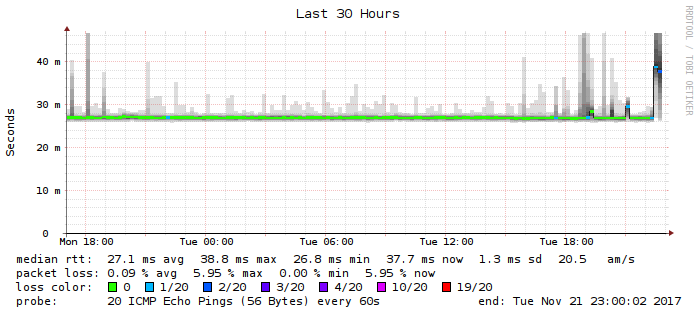 Last 30 Hours
RRDTOOL / TOBI OETIKER
Seconds
40 m
30 m
20 m
10 m
0
Mon 18:00 Tue 00:00 Tue 06:00 Tue 12:00 Tue 18:00
median rtt: 27.1 ms avg 38.8 ms max 26.8 ms min 37.7 ms now 1.3 ms sd 20.5 am/s
packet loss: 0.09 % avg 5.95 % max 0.00 % min 5.95 % now
loss color: 0 1/20 2/20 3/20 4/20 10/20 19/20
probe: 20 ICMP Echo Pings (56 Bytes) every 60s end: Tue Nov 21 23:00:02 2017